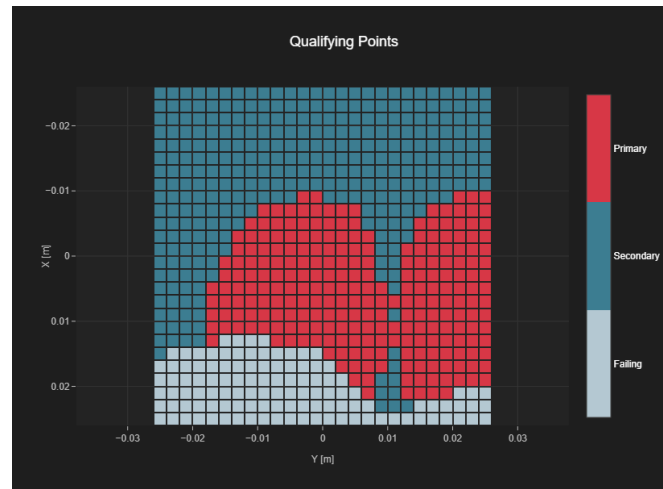 Qualifying Points
−0.02
−0.01
0
0.01
0.02
X [m]
−0.03
−0.02
−0.01
0
0.01
0.02
0.03
Y [m]
Primary
Secondary
Failing